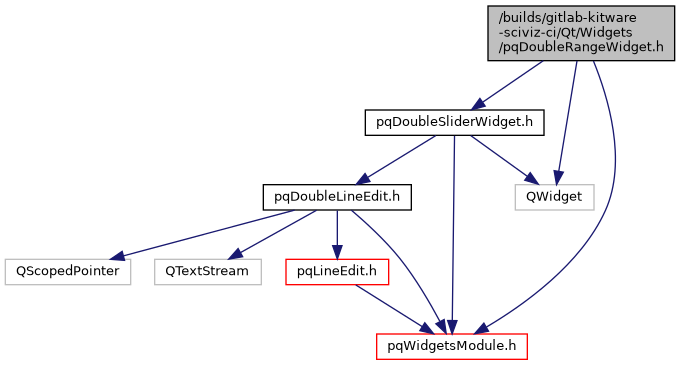 /builds/gitlab-kitware
-sciviz-ci/Qt/Widgets
/pqDoubleRangeWidget.h
pqDoubleSliderWidget.h
pqDoubleLineEdit.h
QWidget
QScopedPointer
QTextStream
pqLineEdit.h
pqWidgetsModule.h